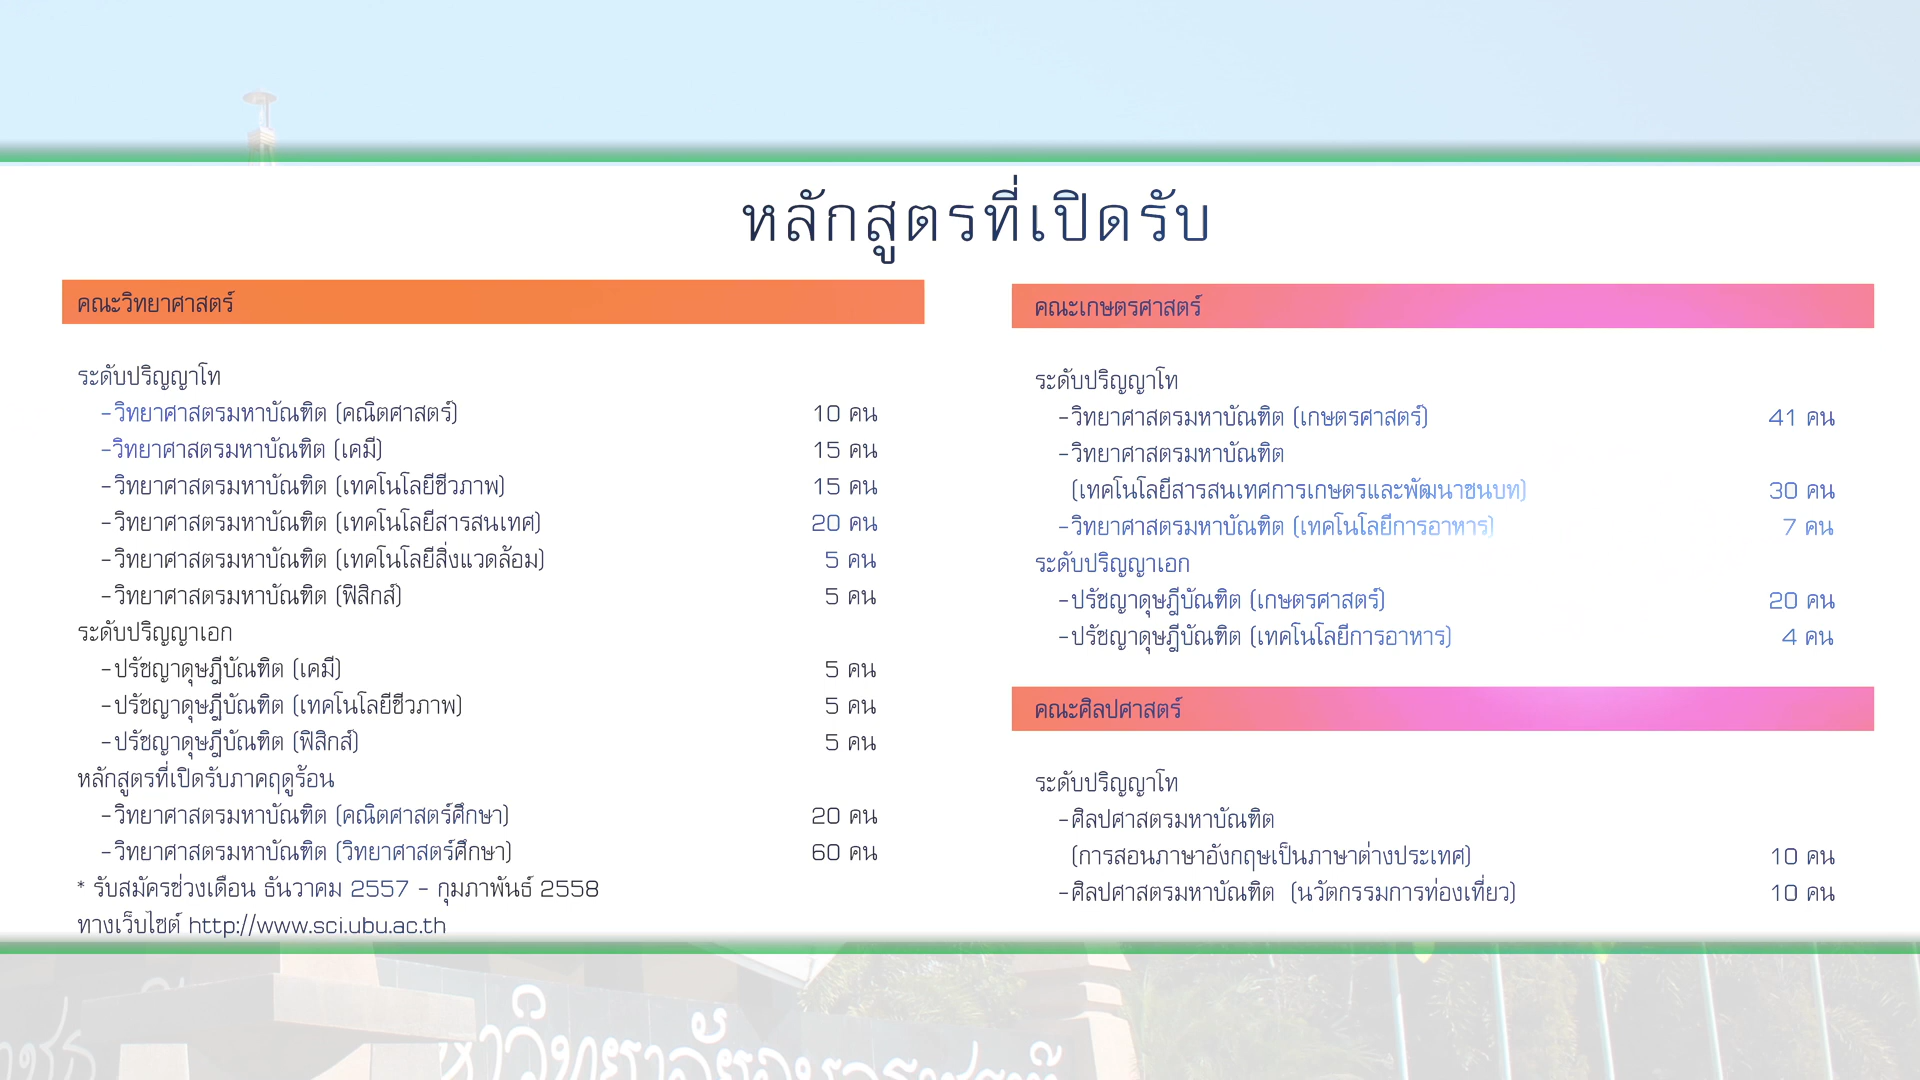 หลักสูตรที่เปิดรับ
คณะวิทยาศาสตร์
ระดับปริญญาโท
-วิทยาศาสตรมหาบัณฑิต (คณิตศาสตร์) 10 คน
-วิทยาศาสตรมหาบัณฑิต (เคมี) 15 คน
-วิทยาศาสตรมหาบัณฑิต (เทคโนโลยีชีวภาพ) 15 คน
-วิทยาศาสตรมหาบัณฑิต (เทคโนโลยีสารสนเทศ) 20 คน
-วิทยาศาสตรมหาบัณฑิต (เทคโนโลยีสิ่งแวดล้อม) 5 คน
-วิทยาศาสตรมหาบัณฑิต (ฟิสิกส์) 5 คน
ระดับปริญญาเอก
-ปรัชญาดุษฎีบัณฑิต (เคมี) 5 คน
-ปรัชญาดุษฎีบัณฑิต (เทคโนโลยีชีวภาพ) 5 คน
-ปรัชญาดุษฎีบัณฑิต (ฟิสิกส์) 5 คน
หลักสูตรที่เปิดรับภาคฤดูร้อน
-วิทยาศาสตรมหาบัณฑิต (คณิตศาสตร์ศึกษา) 20 คน
-วิทยาศาสตรมหาบัณฑิต (วิทยาศาสตร์ศึกษา) 60 คน
* รับสมัครช่วงเดือน ธันวาคม 2557 - กุมภาพันธ์ 2558
ทางเว็บไซต์ http://www.sci.ubu.ac.th
คณะเกษตรศาสตร์
ระดับปริญญาโท
-วิทยาศาสตรมหาบัณฑิต (เกษตรศาสตร์) 41 คน
-วิทยาศาสตรมหาบัณฑิต
(เทคโนโลยีสารสนเทศการเกษตรและพัฒนาชนบท) 30 คน
-วิทยาศาสตรมหาบัณฑิต (เทคโนโลยีการอาหาร) 7 คน
ระดับปริญญาเอก
-ปรัชญาดุษฎีบัณฑิต (เกษตรศาสตร์) 20 คน
-ปรัชญาดุษฎีบัณฑิต (เทคโนโลยีการอาหาร) 4 คน
คณะศิลปศาสตร์
ระดับปริญญาโท
-ศิลปศาสตรมหาบัณฑิต
(การสอนภาษาอังกฤษเป็นภาษาต่างประเทศ) 10 คน
-ศิลปศาสตรมหาบัณฑิต (นวัตกรรมการท่องเที่ยว) 10 คน